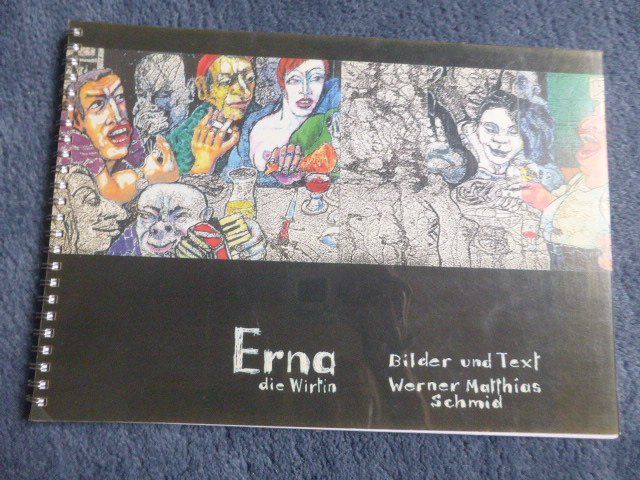 Erna
die Wirtin
Bilder und Text
Werner Matthias
Schmid